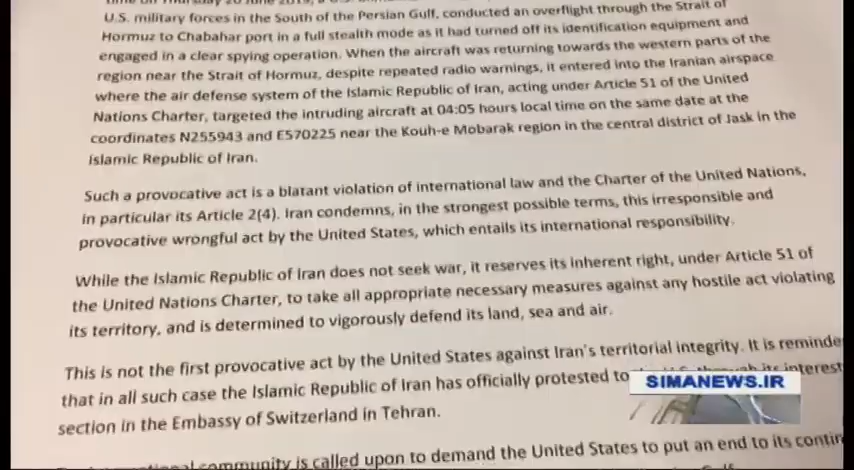 time on Thursday 20 June 2019, a U.S.
U.S. military forces in the South of the Persian Gulf, conducted an overflight through the Strait of
Hormuz to Chabahar port in a full stealth mode as it had turned off its identification equipment and
engaged in a clear spying operation. When the aircraft was returning towards the western parts of the
region near the Strait of Hormuz, despite repeated radio warnings, it entered into the Iranian airspace
where the air defense system of the Islamic Republic of Iran, acting under Article 51 of the United
Nations Charter, targeted the intruding aircraft at 04:05 hours local time on the same date at the
coordinates N255943 and E570225 near the Kouh-e Mobarak region in the central district of Jask in the
Islamic Republic of Iran.
Such a provocative act is a blatant violation of international law and the Charter of the United Nations,
in particular its Article 2(4). Iran condemns, in the strongest possible terms, this irresponsible and
provocative wrongful act by the United States, which entails its international responsibility.
While the Islamic Republic of Iran does not seek war, it reserves its inherent right, under Article 51 of
the United Nations Charter, to take all appropriate necessary measures against any hostile act violating
its territory, and is determined to vigorously defend its land, sea and air.
This is not the first provocative act by the United States against Iran's territorial integrity. It is reminde
that in all such case the Islamic Republic of Iran has officially protested to through its interest
section in the Embassy of Switzerland in Tehran.
community is called upon to demand the United States to put an end to its contin
SIMANEWS.IR